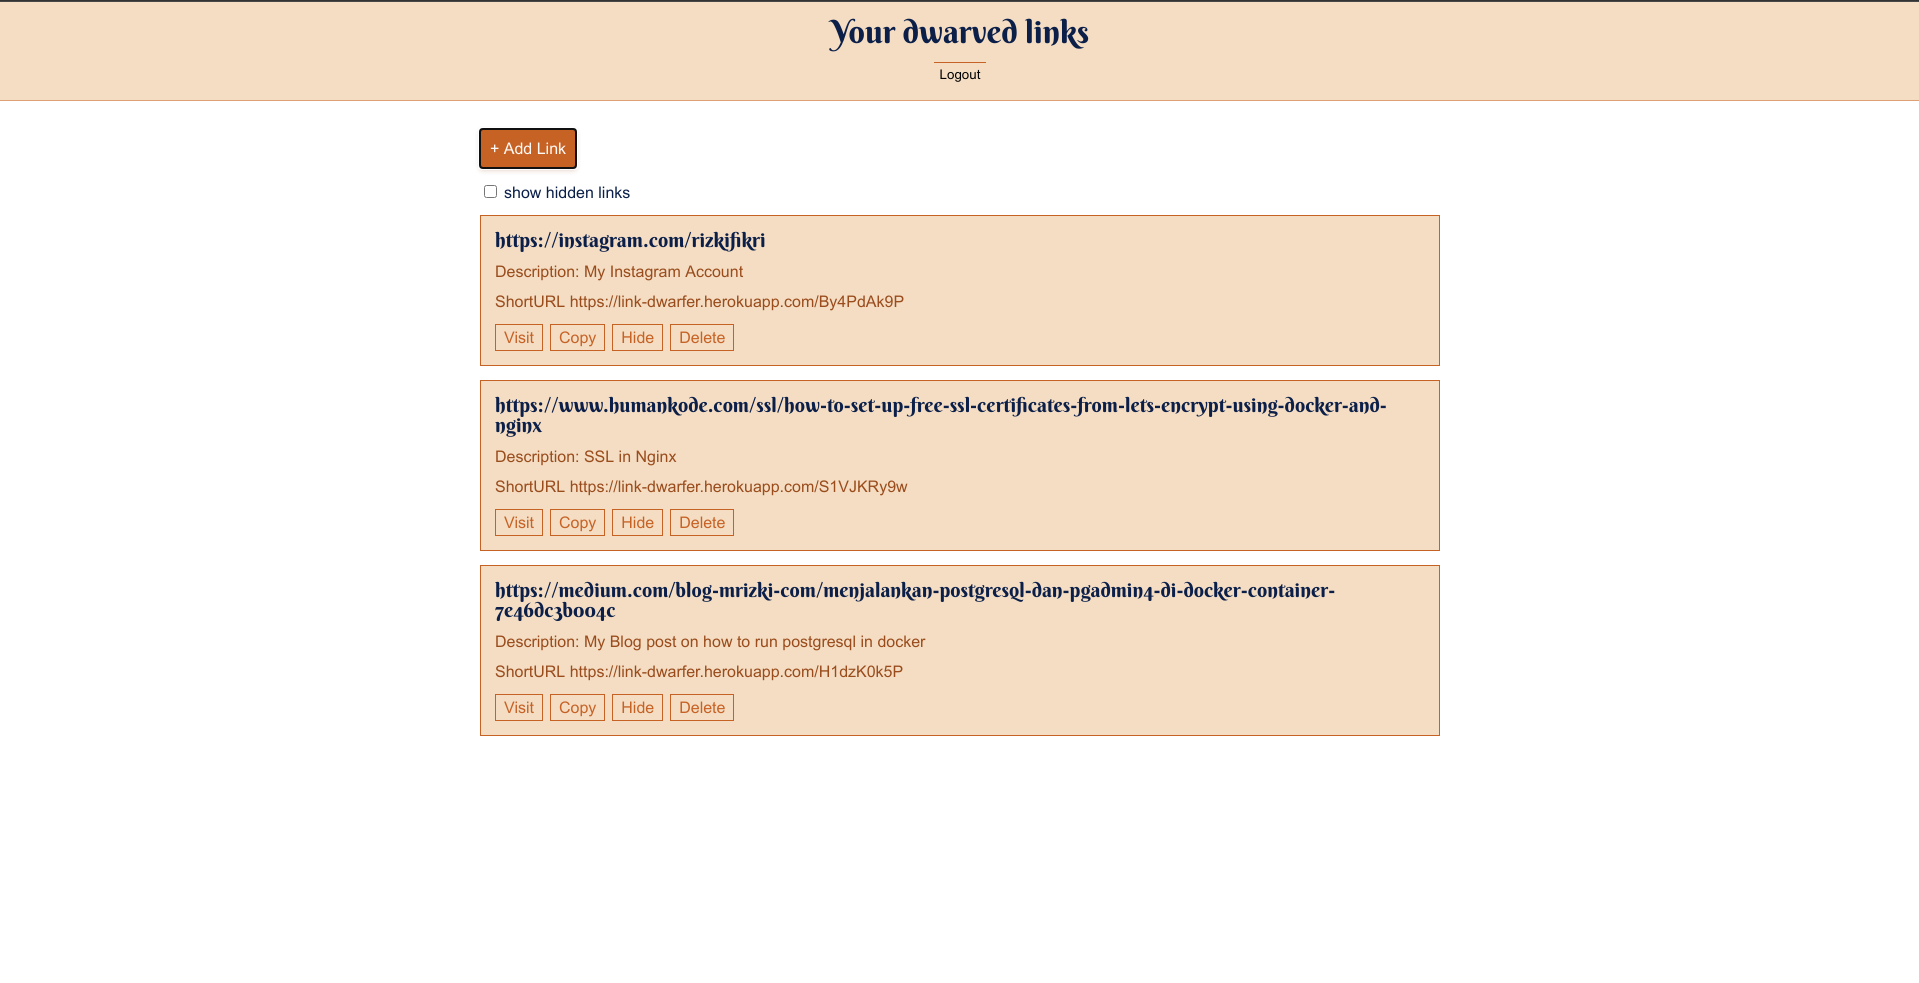 Your dwarved links
Logout
+ Add Link
show hidden links
https://instagram.com/rizkifikri
Description: My Instagram Account
ShortURL https://link-dwarfer.herokuapp.com/By4PdAk9P
Visit Copy Hide Delete
https://www.humankode.com/ssl/how-to-set-up-free-ssl-certificates-from-lets-encrypt-using-docker-and-
nginx
Description: SSL in Nginx
ShortURL https://link-dwarfer.herokuapp.com/S1VJKRy9w
Visit Copy Hide Delete
https://medium.com/blog-mrizki-com/menjalankan-postgresql-dan-pgadmin4-di-docker-container-
7e46dc3b004c
Description: My Blog post on how to run postgresql in docker
ShortURL https://link-dwarfer.herokuapp.com/H1dzK0k5P
Visit Copy Hide Delete